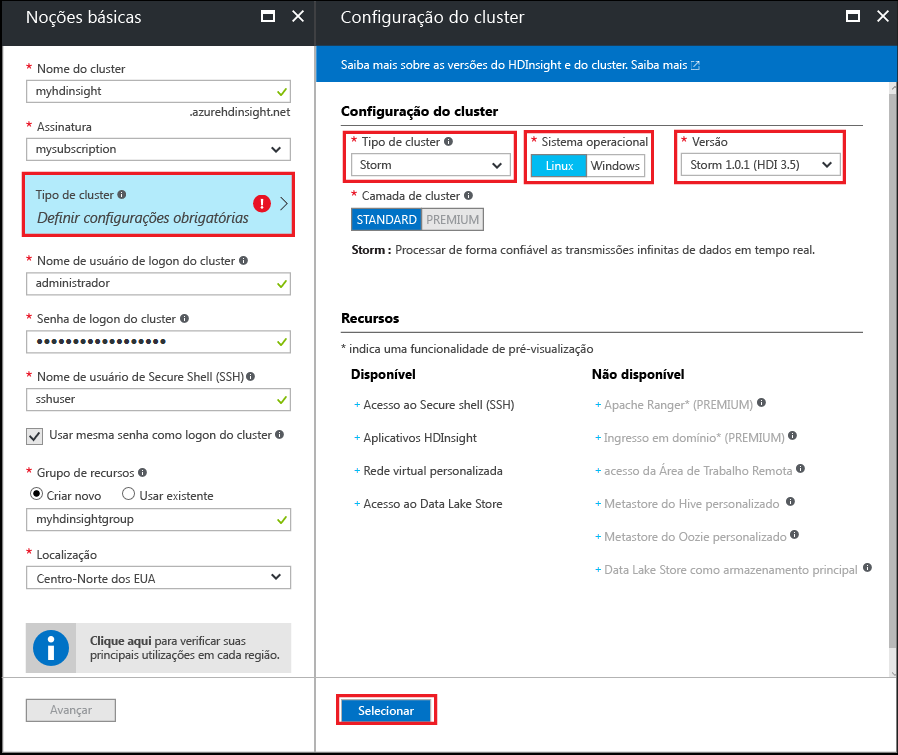 Noções básicas
* Nome do cluster
myhdinsight
.azurehdinsight.net
* Assinatura
mysubscription
Tipo de cluster
Definir configurações obrigatórias
* Nome de usuário de logon do cluster
administrador
* Senha de logon do cluster
* Nome de usuário de Secure Shell (SSH)
sshuser
Usar mesma senha como logon do cluster
* Grupo de recursos
Criar novo
Usar existente
myhdinsightgroup
* Localização
Centro-Norte dos EUA
Clique aqui para verificar suas
principais utilizações em cada região.
Avançar
Configuração do cluster
Saiba mais sobre as versões do HDInsight e do cluster. Saiba mais
Configuração do cluster
* Tipo de cluster
Storm
* Sistema operacional
Linux Windows
* Versão
Storm 1.0.1 (HDI 3.5)
* Camada de cluster
STANDARD PREMIUM
Storm : Processar de forma confiável as transmissões infinitas de dados em tempo real.
Recursos
* indica uma funcionalidade de pré-visualização
Disponível
+ Acesso ao Secure shell (SSH)
+ Aplicativos HDInsight
+ Rede virtual personalizada
+ Acesso ao Data Lake Store
Não disponível
+ Apache Ranger* (PREMIUM)
+ Ingresso em domínio* (PREMIUM)
+ acesso da Área de Trabalho Remota
+ Metastore do Hive personalizado
+ Metastore do Oozie personalizado
+ Data Lake Store como armazenamento principal
Selecionar